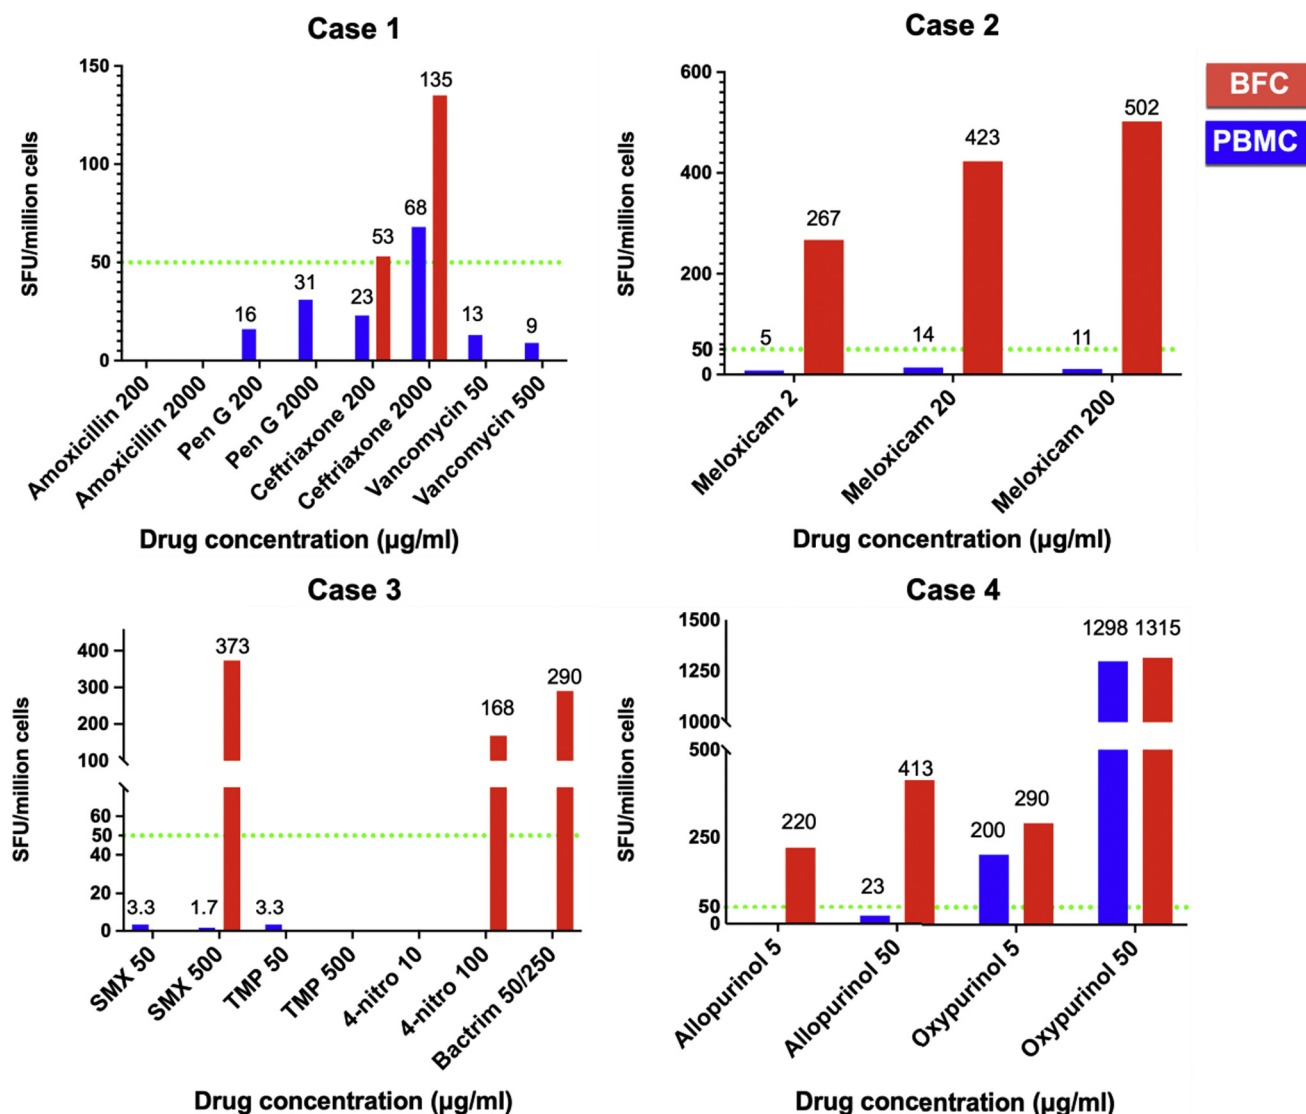 Case 1
SFU/million cells
150
100
50
0
16
31
23
53
68
135
13
9
Amoxicillin 200
Amoxicillin 2000
Pen G 200
Pen G 2000
Ceftriaxone 200
Ceftriaxone 2000
Vancomycin 50
Vancomycin 500
Drug concentration (µg/ml)
Case 2
SFU/million cells
600
400
200
50
0
5
267
14
423
11
502
Meloxicam 2
Meloxicam 20
Meloxicam 200
Drug concentration (µg/ml)
BFC
PBMC
Case 3
SFU/million cells
400
300
200
100
60
50
40
20
0
3.3
1.7
373
3.3
168
290
SMX 50
SMX 500
TMP 50
TMP 500
4-nitro 10
4-nitro 100
Bactrim 50/250
Drug concentration (µg/ml)
Case 4
SFU/million cells
1500
1250
1000
500
250
50
0
220
23
413
200
290
1298
1315
Allopurinol 5
Allopurinol 50
Oxypurinol 5
Oxypurinol 50
Drug concentration (µg/ml)